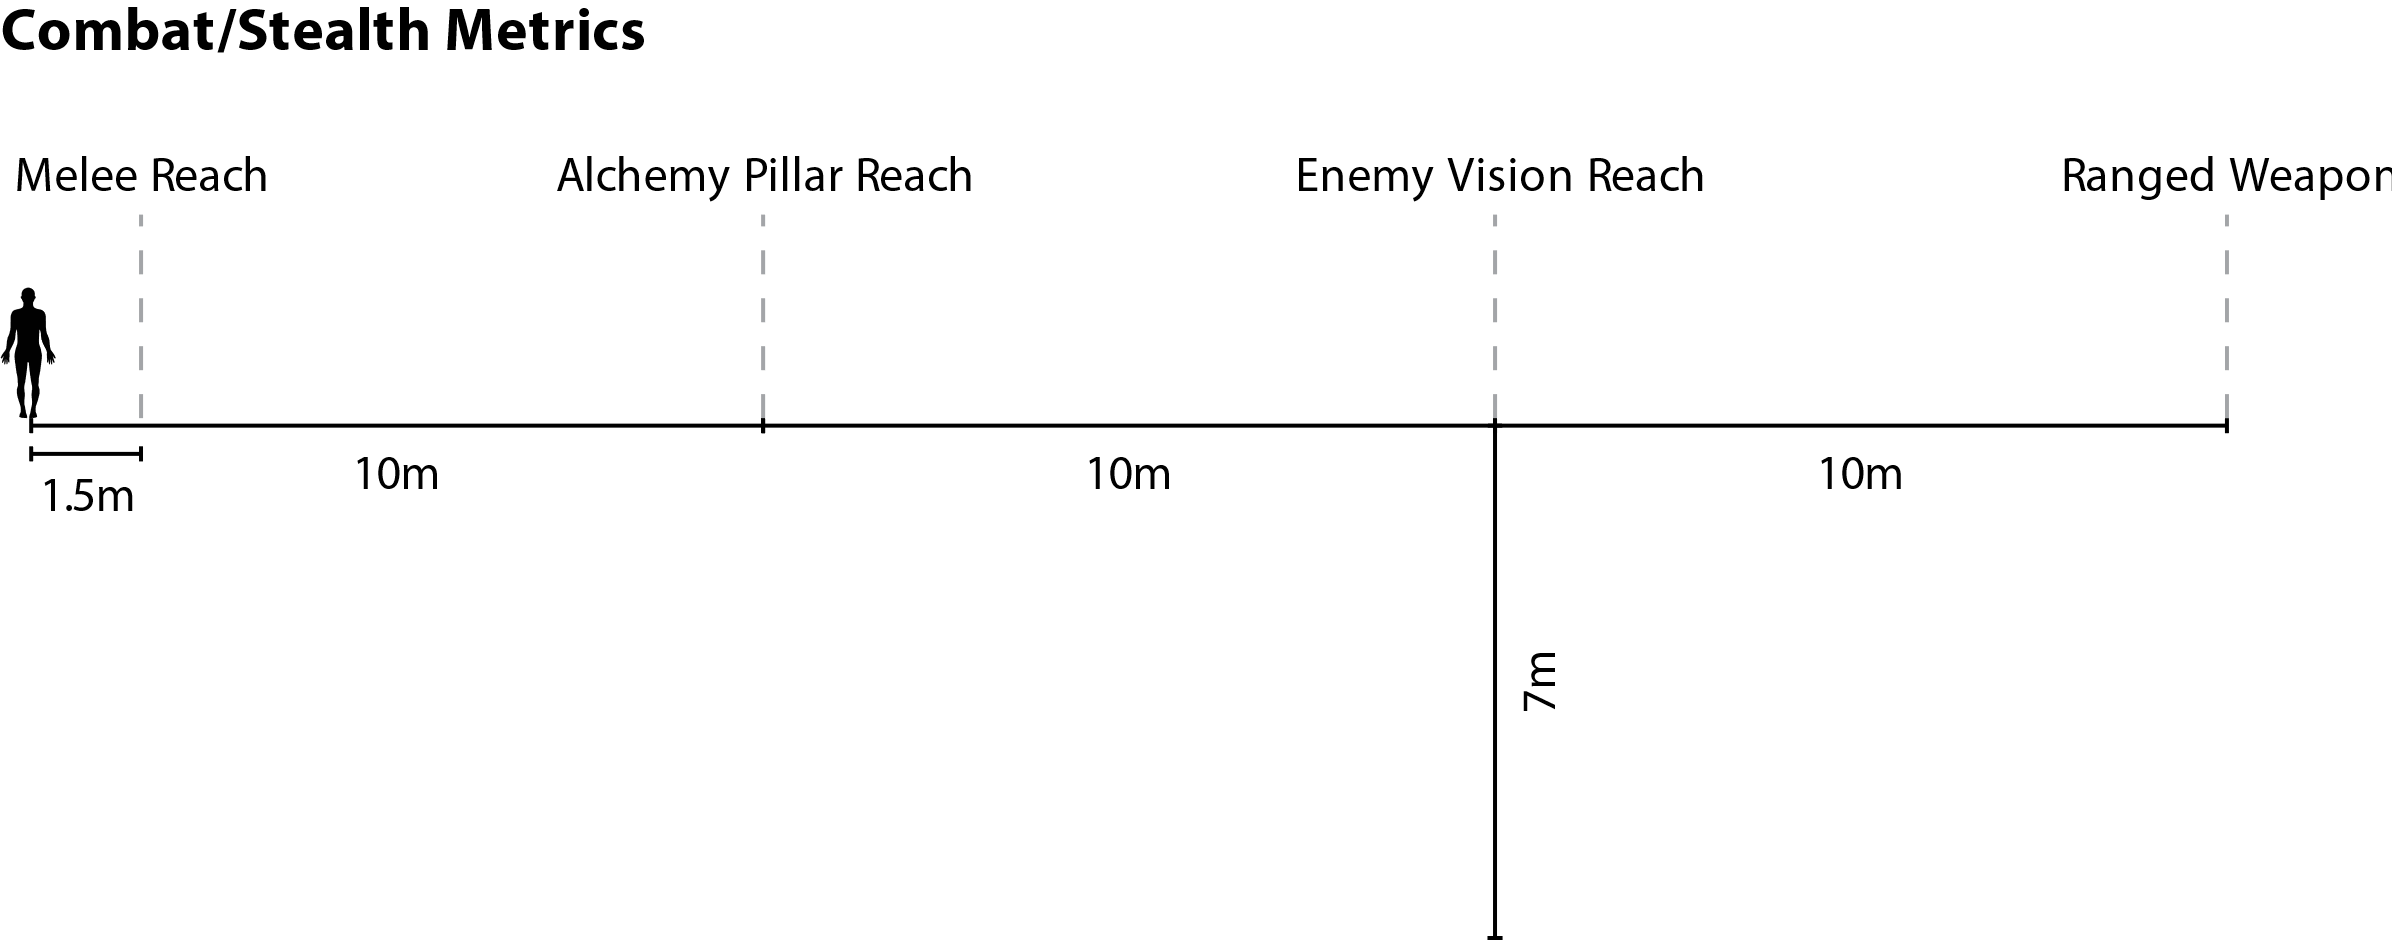 Combat/Stealth Metrics
Melee Reach
Alchemy Pillar Reach
Enemy Vision Reach
Ranged Weapon
1.5m
10m
10m
10m
7m